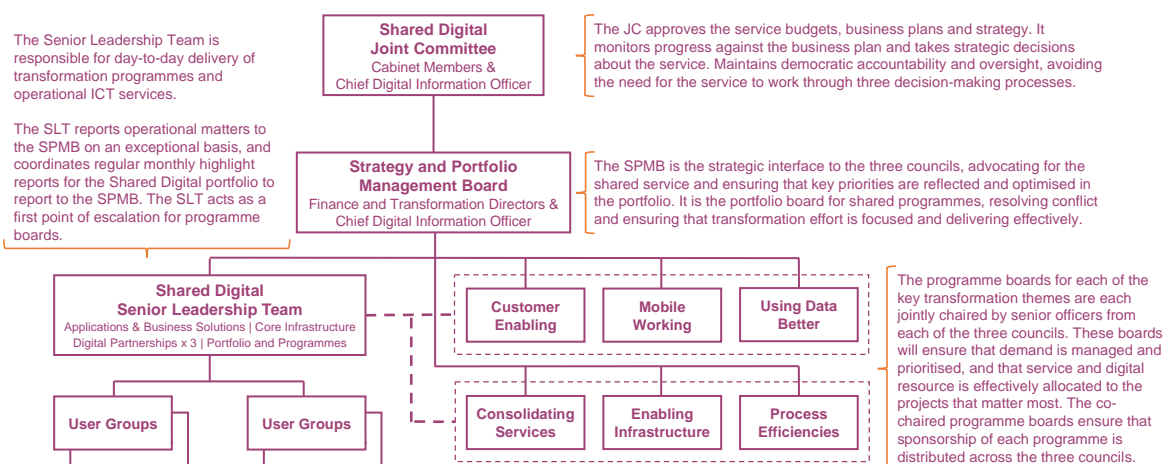 Shared Digital
Joint Committee
Cabinet Members &
Chief Digital Information Officer
The JC approves the service budgets, business plans and strategy. It
monitors progress against the business plan and takes strategic decisions
about the service. Maintains democratic accountability and oversight, avoiding
the need for the service to work through three decision-making processes.
The Senior Leadership Team is
responsible for day-to-day delivery of
transformation programmes and
operational ICT services.
The SLT reports operational matters to
the SPMB on an exceptional basis, and
coordinates regular monthly highlight
reports for the Shared Digital portfolio to
report to the SPMB. The SLT acts as a
first point of escalation for programme
boards.
Strategy and Portfolio
Management Board
Finance and Transformation Directors &
Chief Digital Information Officer
The SPMB is the strategic interface to the three councils, advocating for the
shared service and ensuring that key priorities are reflected and optimised in
the portfolio. It is the portfolio board for shared programmes, resolving conflict
and ensuring that transformation effort is focused and delivering effectively.
Shared Digital
Senior Leadership Team
Applications & Business Solutions | Core Infrastructure
Digital Partnerships x 3 | Portfolio and Programmes
Customer
Enabling
Mobile
Working
Using Data
Better
The programme boards for each of the
key transformation themes are each
jointly chaired by senior officers from
each of the three councils. These boards
will ensure that demand is managed and
prioritised, and that service and digital
resource is effectively allocated to the
projects that matter most. The co-
chaired programme boards ensure that
sponsorship of each programme is
distributed across the three councils.
User Groups
User Groups
Consolidating
Services
Enabling
Infrastructure
Process
Efficiencies